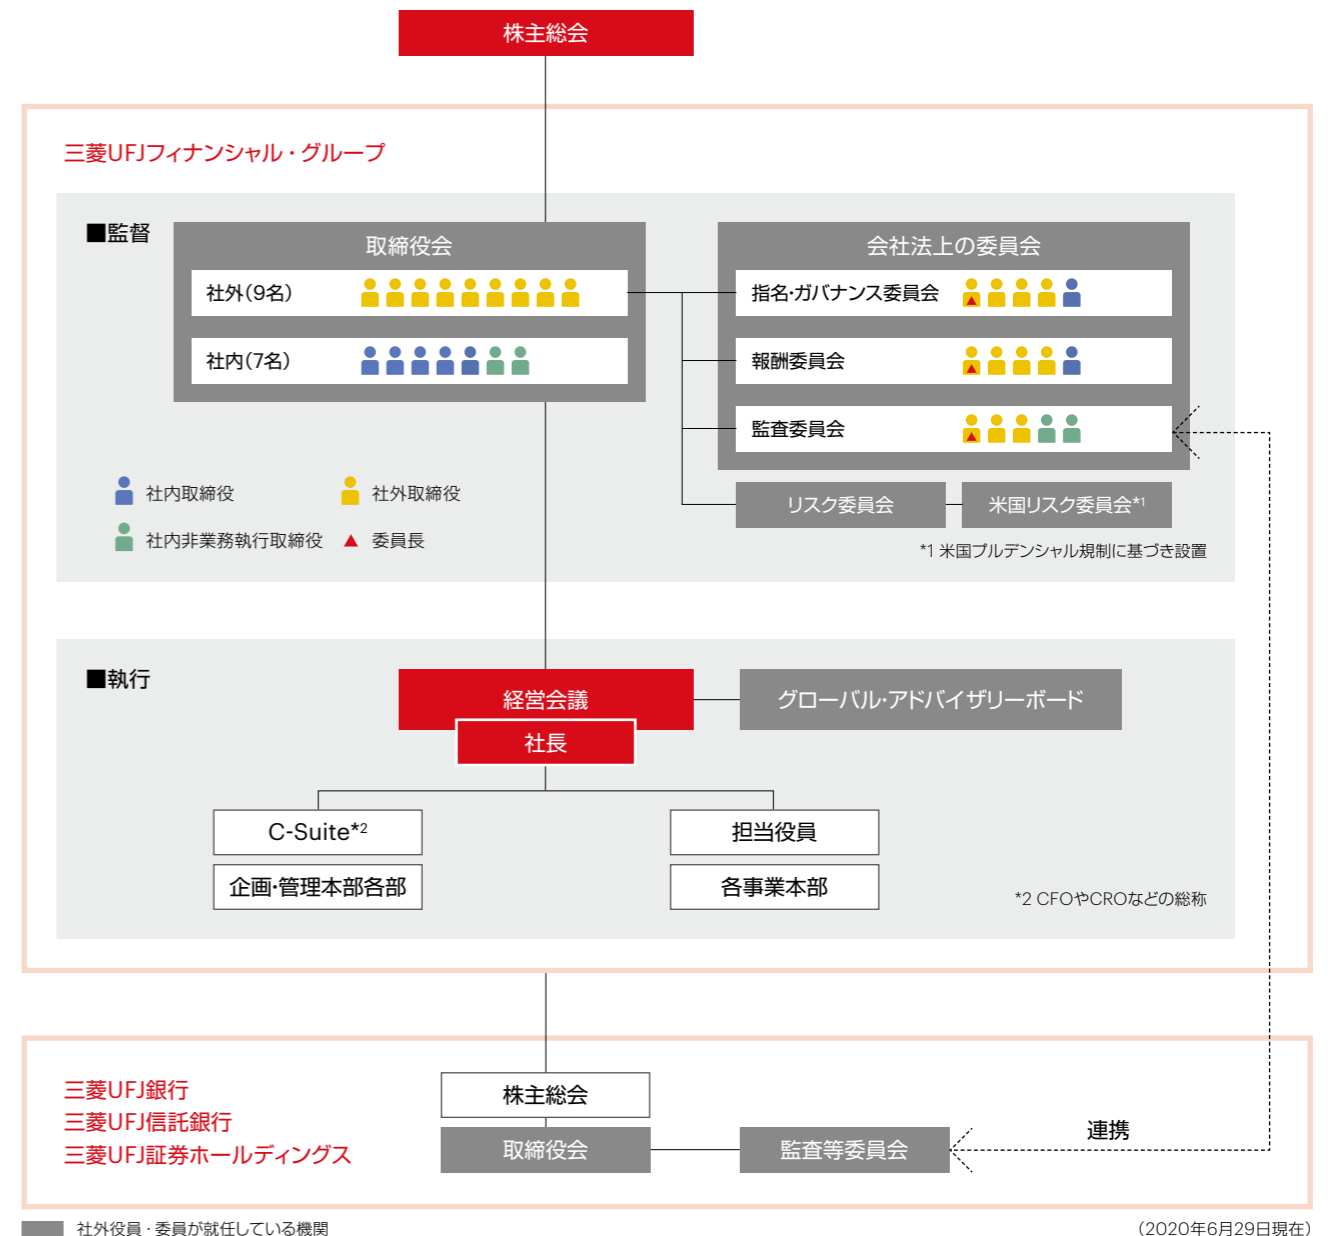 株主総会
三菱UFJフィナンシャル・グループ
■監督
取締役会
社外(9名)
社内(7名)
会社法上の委員会
指名・ガバナンス委員会
報酬委員会
監査委員会
リスク委員会
米国リスク委員会*1
社内取締役
社外取締役
社内非業務執行取締役
委員長
*1 米国プルデンシャル規制に基づき設置
■執行
経営会議
グローバル・アドバイザリーボード
社長
C-Suite*2
担当役員
企画・管理本部各部
各事業本部
*2 CFOやCROなどの総称
三菱UFJ銀行
三菱UFJ信託銀行
三菱UFJ証券ホールディングス
株主総会
取締役会
監査等委員会
連携
社外役員・委員が就任している機関
(2020年6月29日現在)